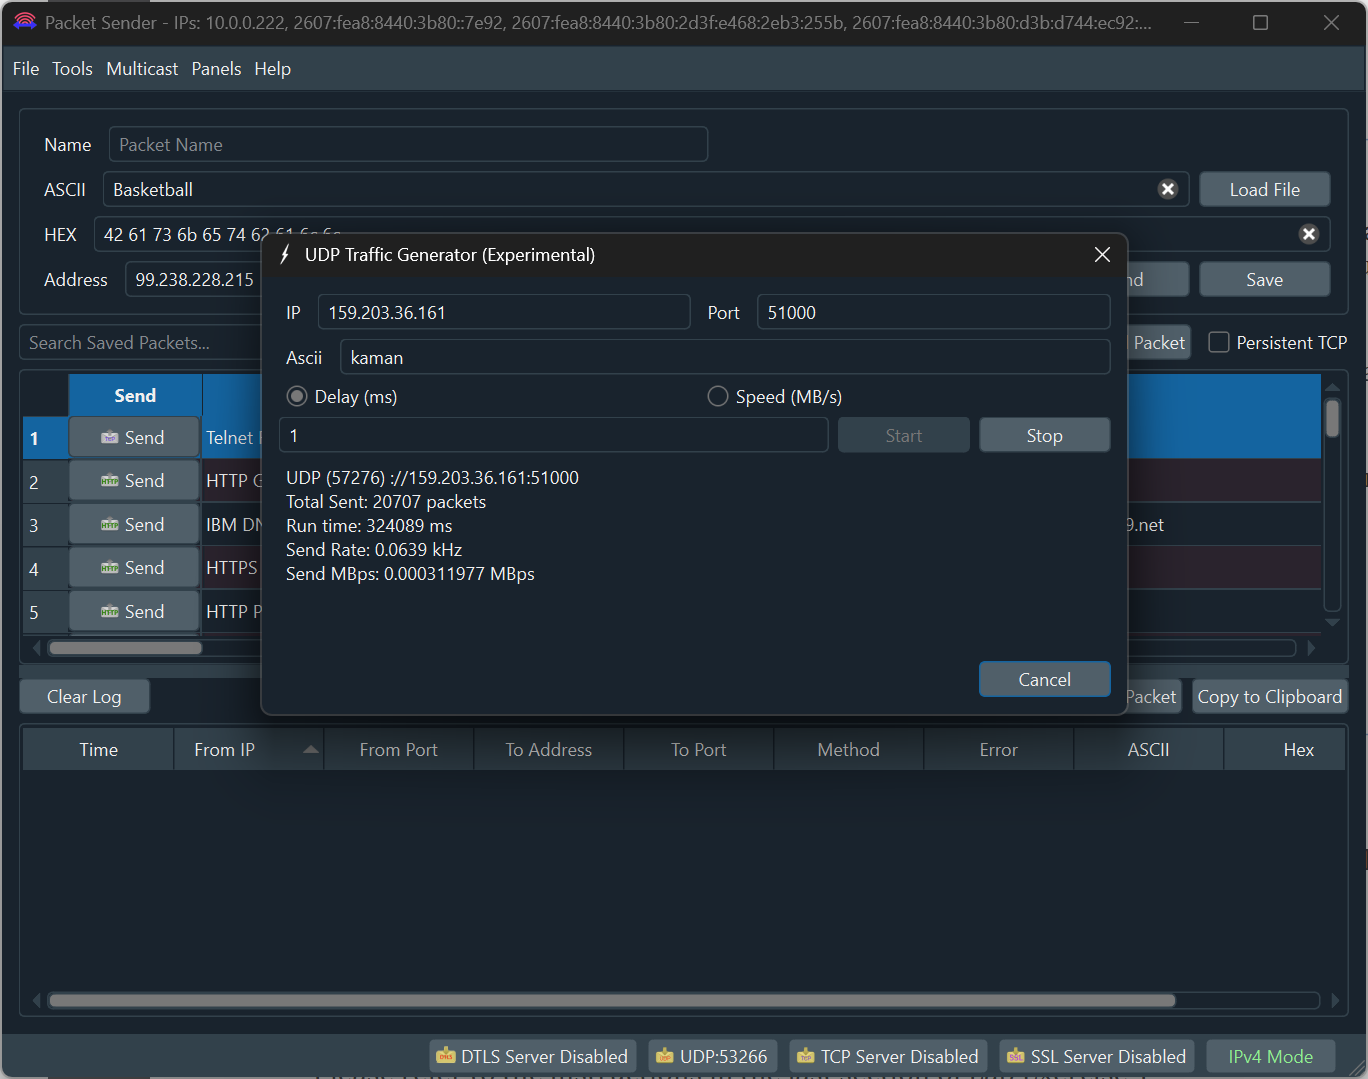 Packet Sender - IPs: 10.0.0.222, 2607:fea8:8440:3b80::7e92, 2607:fea8:8440:3b80:2d3f:e468:2eb3:255b, 2607:fea8:8440:3b80:d3b:d744:ec92:...
File Tools Multicast Panels Help
Name Packet Name
ASCII Basketball Load File
HEX 42 61 73 6b 65 74 62 61 6c 6c
UDP Traffic Generator (Experimental)
Address 99.238.228.215 nd Save
IP 159.203.36.161 Port 51000
Search Saved Packets... Packet Persistent TCP
Ascii kaman
Delay (ms) Speed (MB/s)
Send
1 Start Stop
1 Send Telnet
2 Send HTTP G
3 Send IBM DN 9.net
4 Send HTTPS
5 Send HTTP P
UDP (57276) ://159.203.36.161:51000
Total Sent: 20707 packets
Run time: 324089 ms
Send Rate: 0.0639 kHz
Send MBps: 0.000311977 MBps
Cancel
Clear Log Packet Copy to Clipboard
Time From IP From Port To Address To Port Method Error ASCII Hex
DTLS Server Disabled UDP:53266 TCP Server Disabled SSL Server Disabled IPv4 Mode